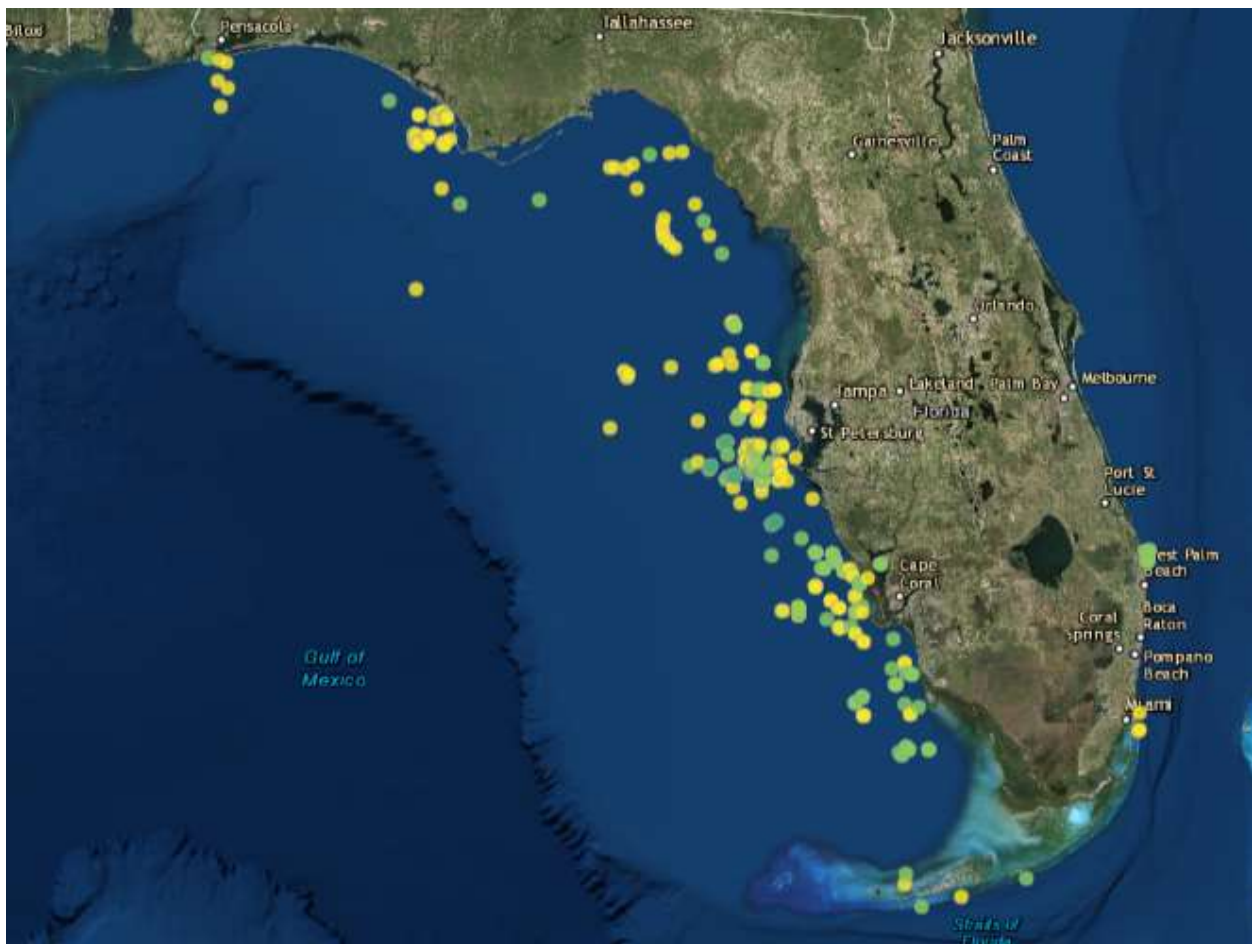 Biloxi
Pensacola
Tallahassee
Jacksonville
Gainesville
Palm
Coast
Orlando
Tampa
Lakeland
Palm Bay
Melbourne
Florida
St Petersburg
Port St
Lucie
West Palm
Beach
Cape
Coral
Boca
Raton
Coral
Springs
Gulf of
Mexico
Pompano
Beach
Miami
Straits of
Florida